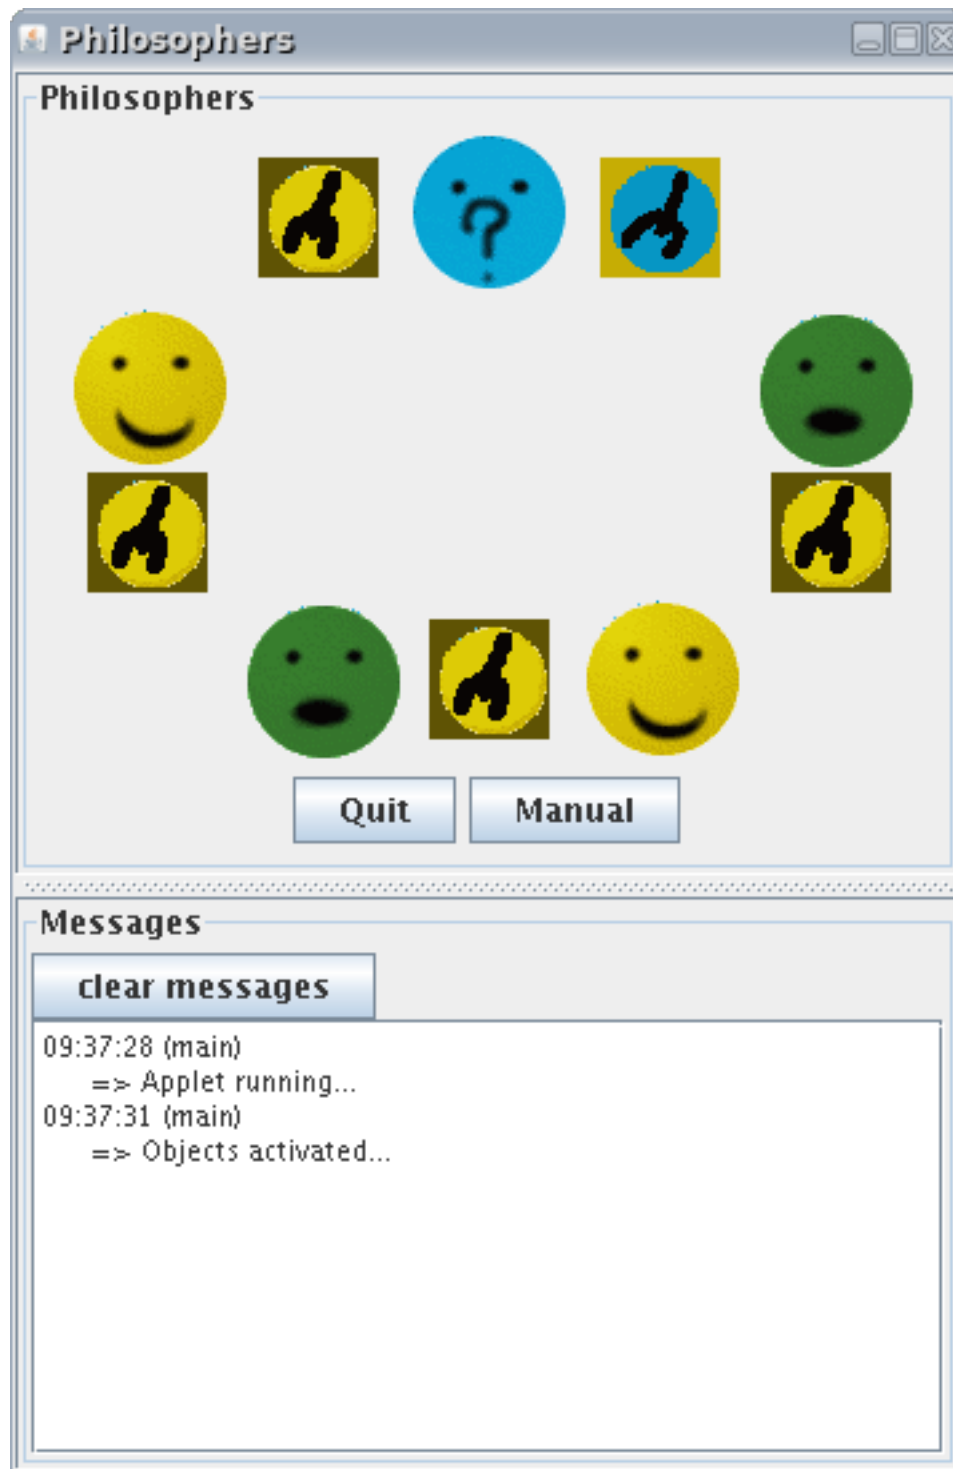 Philosophers
Philosophers
Quit
Manual
Messages
clear messages
09:37:28 (main)
=> Applet running...
09:37:31 (main)
=> Objects activated...